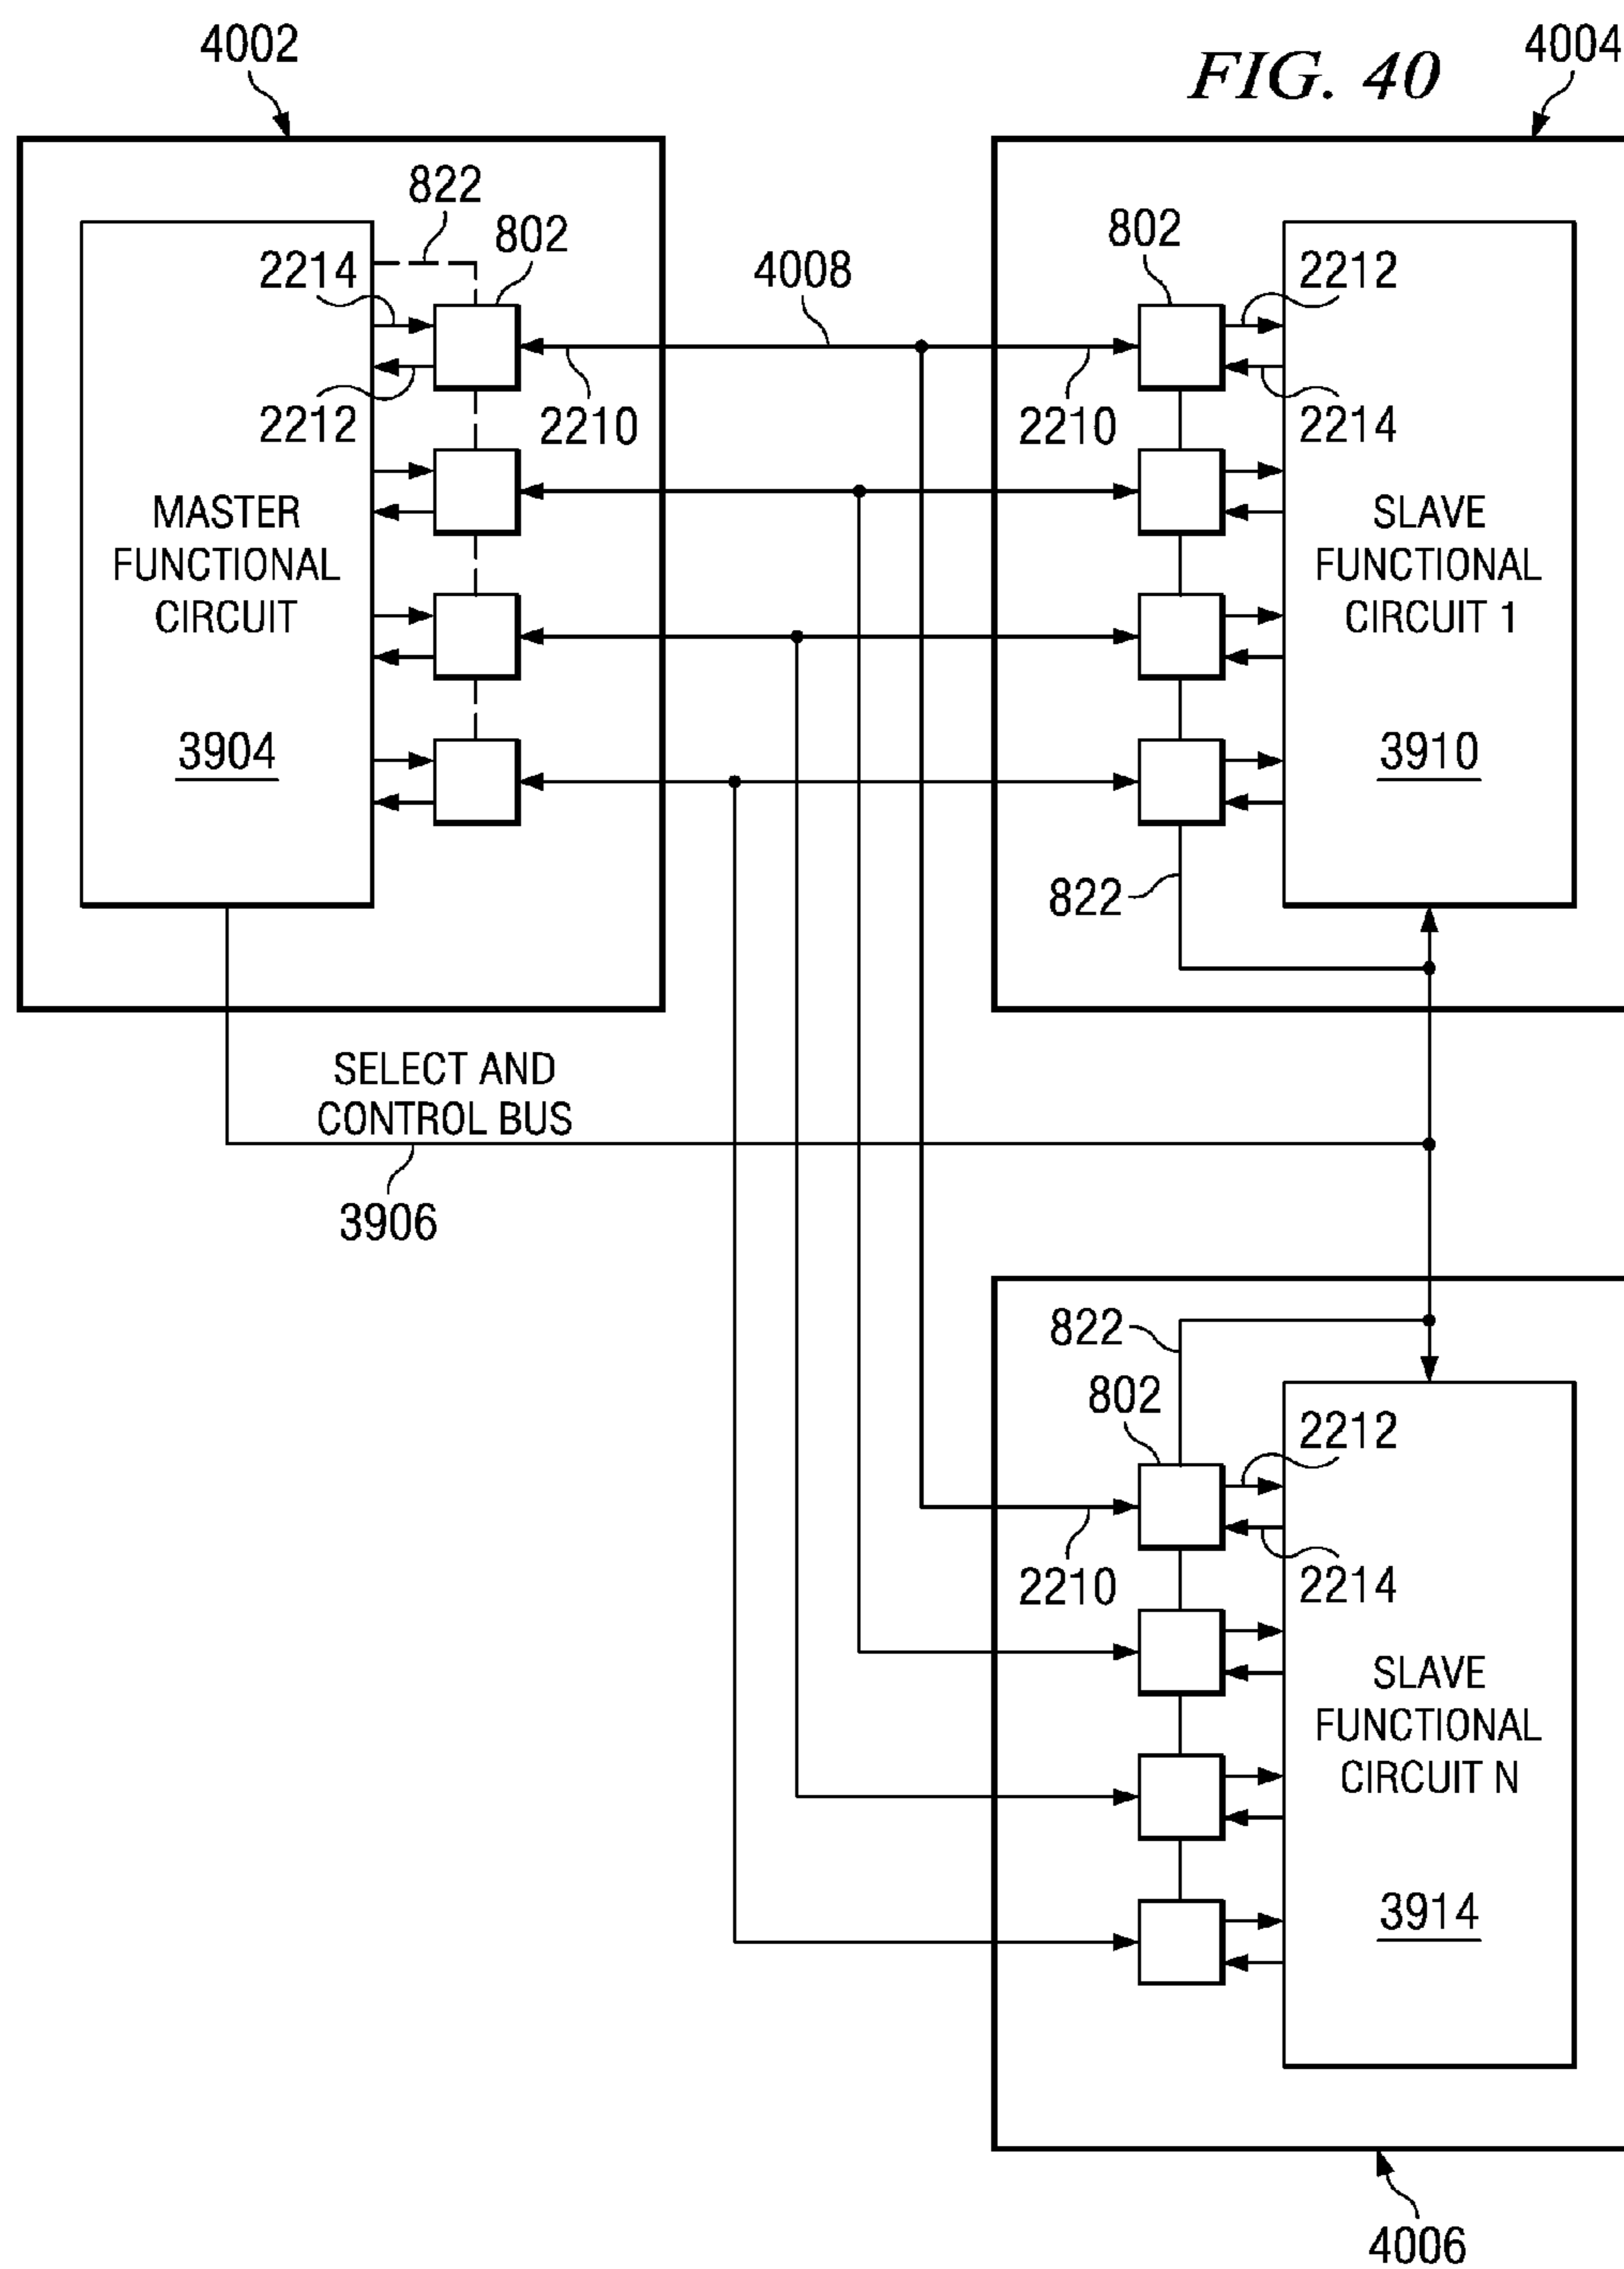 4002
FIG. 40
4004
822
802
2214
2212
2210
4008
MASTER
FUNCTIONAL
CIRCUIT
3904
802
2212
2210
2214
SLAVE
FUNCTIONAL
CIRCUIT 1
3910
822
SELECT AND
CONTROL BUS
3906
822
802
2212
2210
2214
SLAVE
FUNCTIONAL
CIRCUIT N
3914
4006